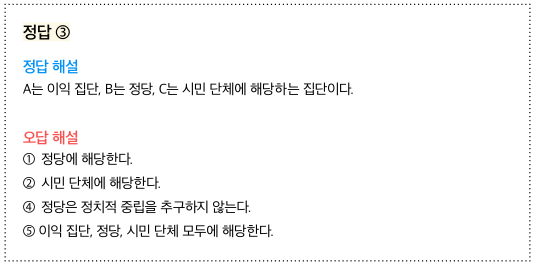 정답 ③
정답 해설
A는 이익 집단, B는 정당, C는 시민 단체에 해당하는 집단이다.
오답 해설
① 정당에 해당한다.
② 시민 단체에 해당한다.
④ 정당은 정치적 중립을 추구하지 않는다.
⑤ 이익 집단, 정당, 시민 단체 모두에 해당한다.